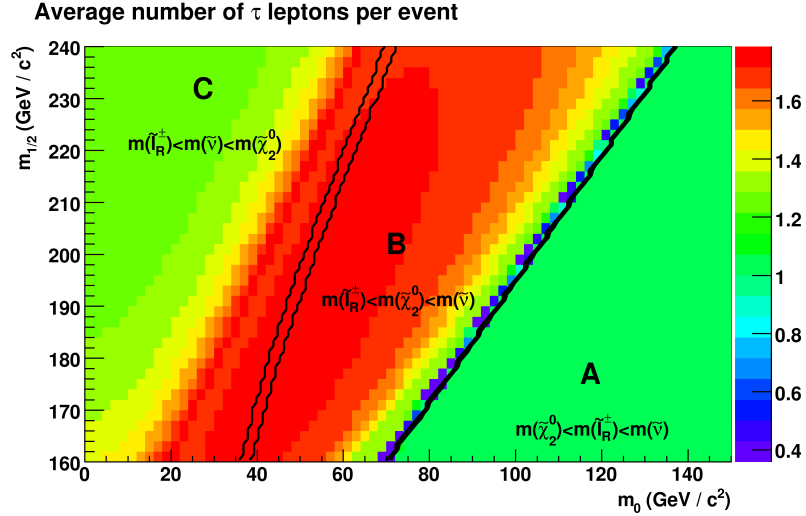 Average number of τ leptons per event
m₁/₂ (GeV / c²)
240
230
220
210
200
190
180
170
160
C
m(l̃ᴿ±)<m(ν̃)<m(χ̃₂⁰)
B
m(l̃ᴿ±)<m(χ̃₂⁰)<m(ν̃)
A
m(χ̃₂⁰)<m(l̃ᴿ±)<m(ν̃)
0 20 40 60 80 100 120 140
m₀ (GeV / c²)
1.6
1.4
1.2
1
0.8
0.6
0.4